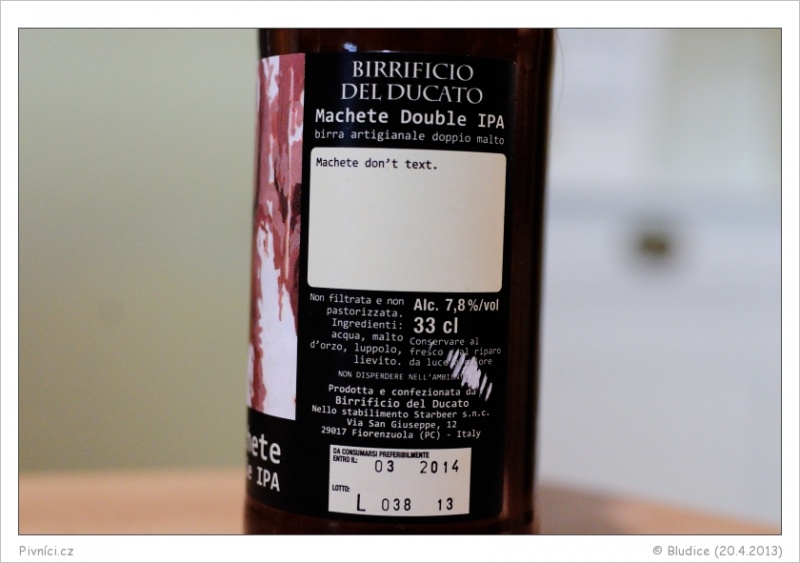 BIRRIFICIO
DEL DUCATO
Machete Double IPA
birra artigianale doppio malto
Machete don't text.
Non filtrata e non
pastorizzata.
Ingredienti:
acqua, malto
d'orzo, luppolo,
lievito.
Alc. 7,8%/vol
33 cl
Conservare al
fresco al riparo
da luce
NON DISPERDERE NELL'AMBIENTE
Prodotta e confezionata da
Birrificio del Ducato
Nello stabilimento Starbeer s.n.c.
Via San Giuseppe, 12
29017 Fiorenzuola (PC) - Italy
DA CONSUMARSI PREFERIBILMENTE
ENTRO IL:
03 2014
LOTTO:
L 038 13
hete
e IPA
Pivníci.cz
© Bludice (20.4.2013)